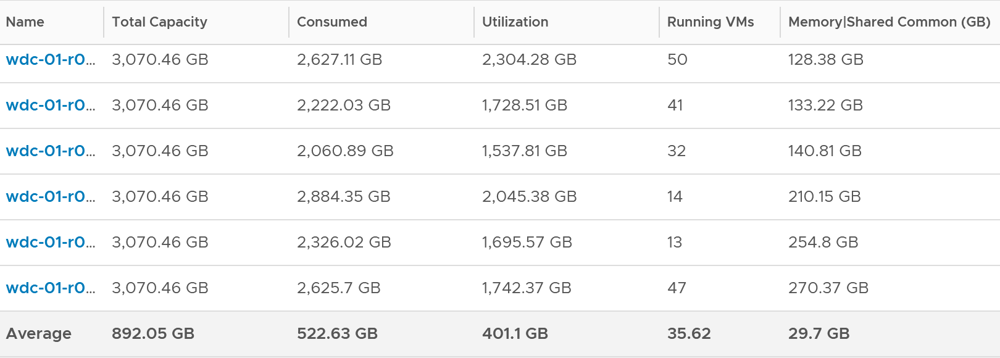 Name Total Capacity Consumed Utilization Running VMs Memory|Shared Common (GB)
wdc-01-r0... 3,070.46 GB 2,627.11 GB 2,304.28 GB 50 128.38 GB
wdc-01-r0... 3,070.46 GB 2,222.03 GB 1,728.51 GB 41 133.22 GB
wdc-01-r0... 3,070.46 GB 2,060.89 GB 1,537.81 GB 32 140.81 GB
wdc-01-r0... 3,070.46 GB 2,884.35 GB 2,045.38 GB 14 210.15 GB
wdc-01-r0... 3,070.46 GB 2,326.02 GB 1,695.57 GB 13 254.8 GB
wdc-01-r0... 3,070.46 GB 2,625.7 GB 1,742.37 GB 47 270.37 GB
Average 892.05 GB 522.63 GB 401.1 GB 35.62 29.7 GB